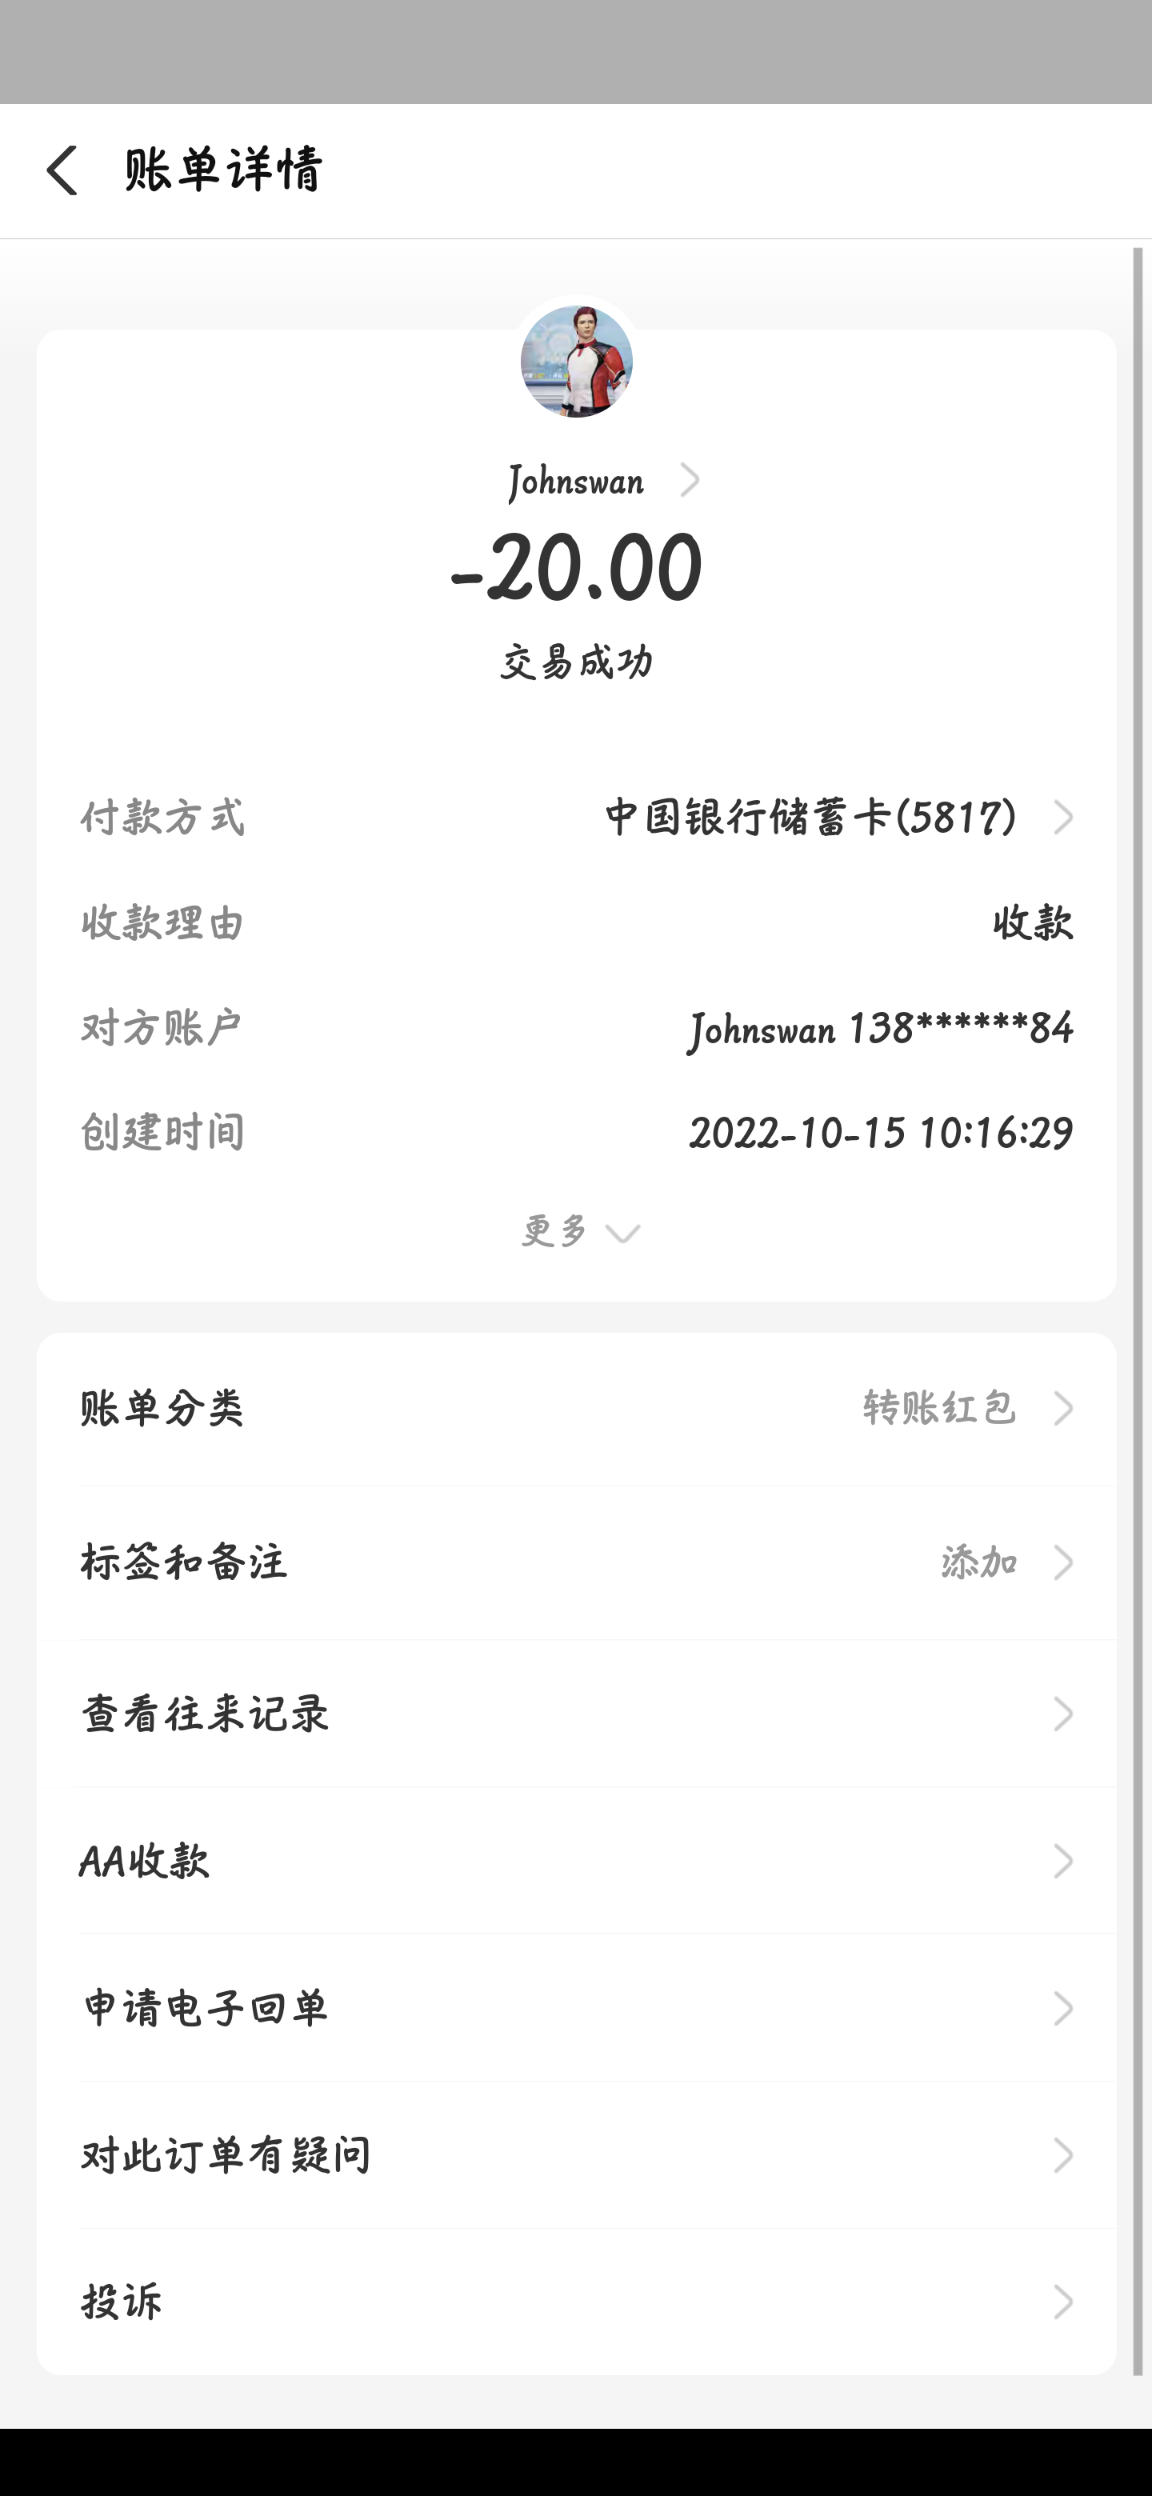 账单详情
Johnswan
-20.00
交易成功
付款方式 中国银行储蓄卡(5817)
收款理由 收款
对方账户 Johnswan 138******84
创建时间 2022-10-15 10:16:29
更多
账单分类 转账红包
标签和备注 添加
查看往来记录
AA收款
申请电子回单
对此订单有疑问
投诉